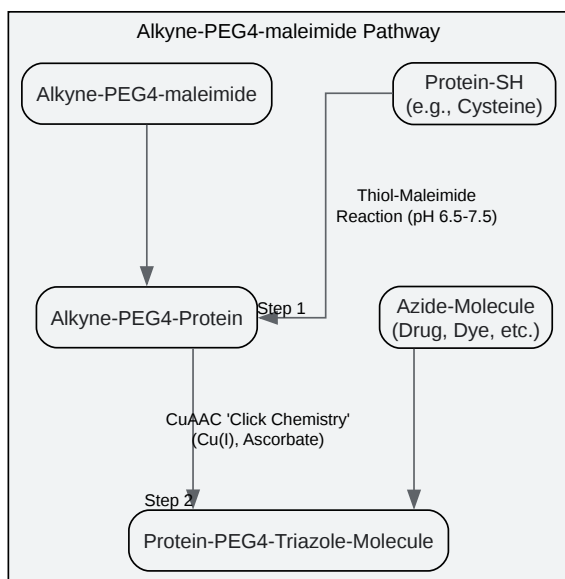 Alkyne-PEG4-maleimide Pathway
Alkyne-PEG4-maleimide
Protein-SH
(e.g., Cysteine)
Thiol-Maleimide
Reaction (pH 6.5-7.5)
Alkyne-PEG4-Protein
Step 1
Azide-Molecule
(Drug, Dye, etc.)
CuAAC 'Click Chemistry'
(Cu(I), Ascorbate)
Step 2
Protein-PEG4-Triazole-Molecule